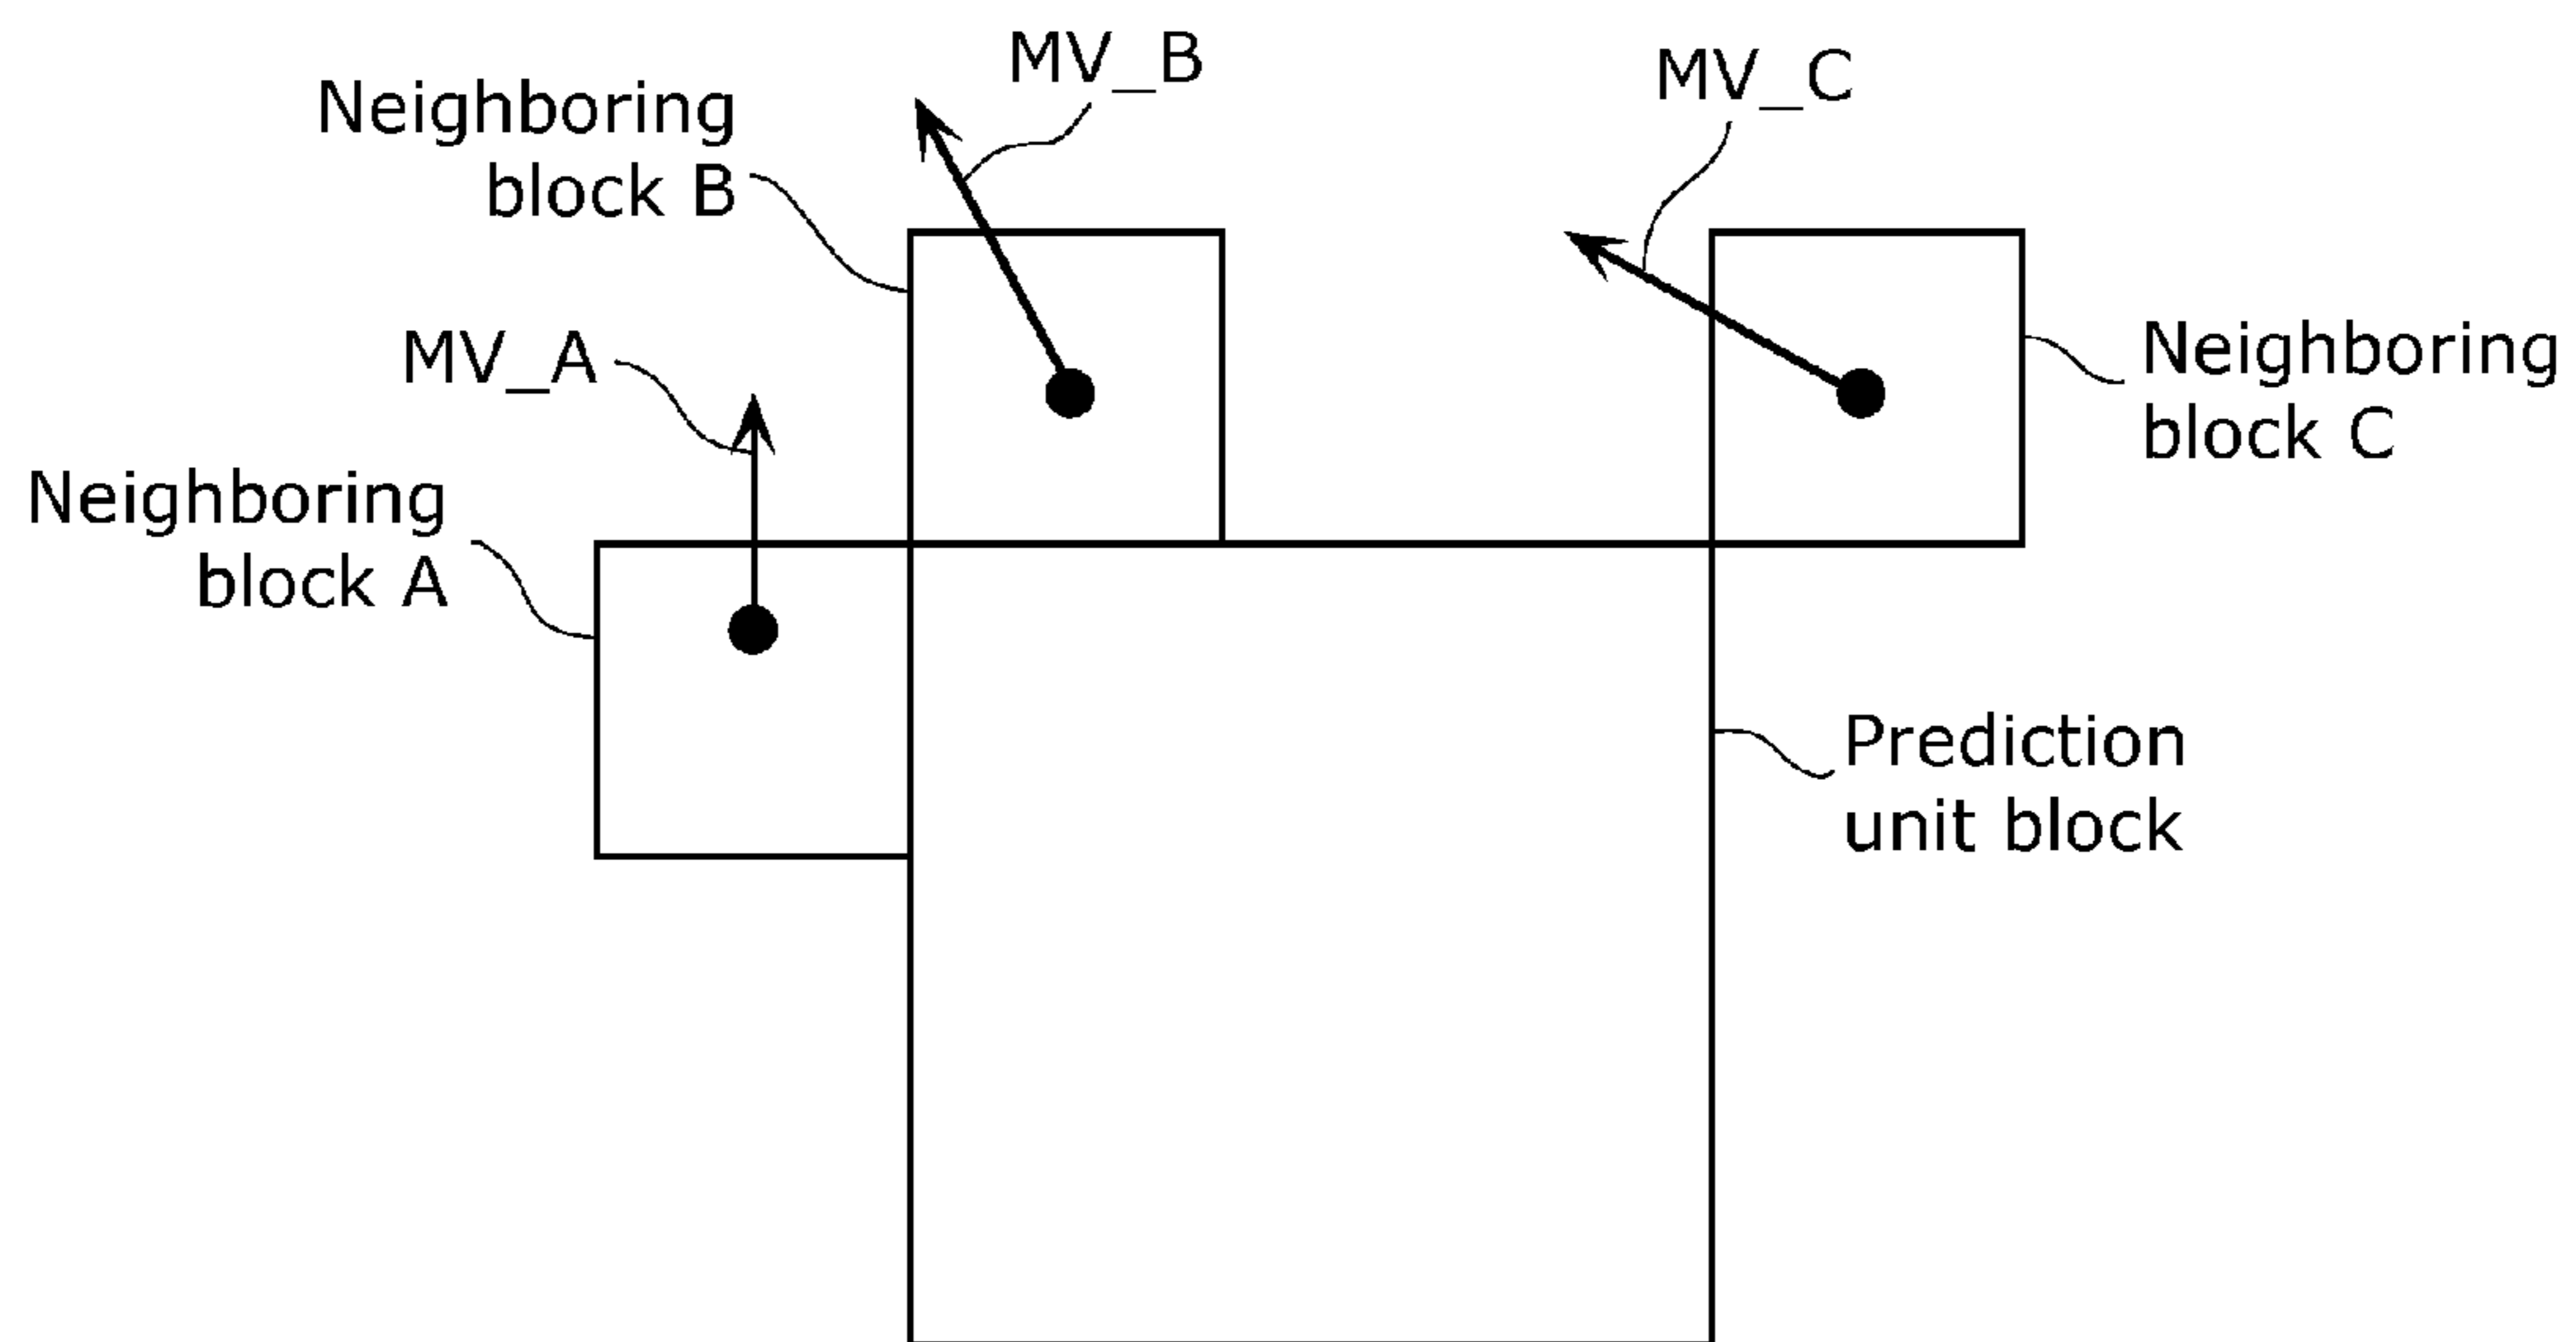 MV_B
MV_C
Neighboring
block B
MV_A
Neighboring
block C
Neighboring
block A
Prediction
unit block